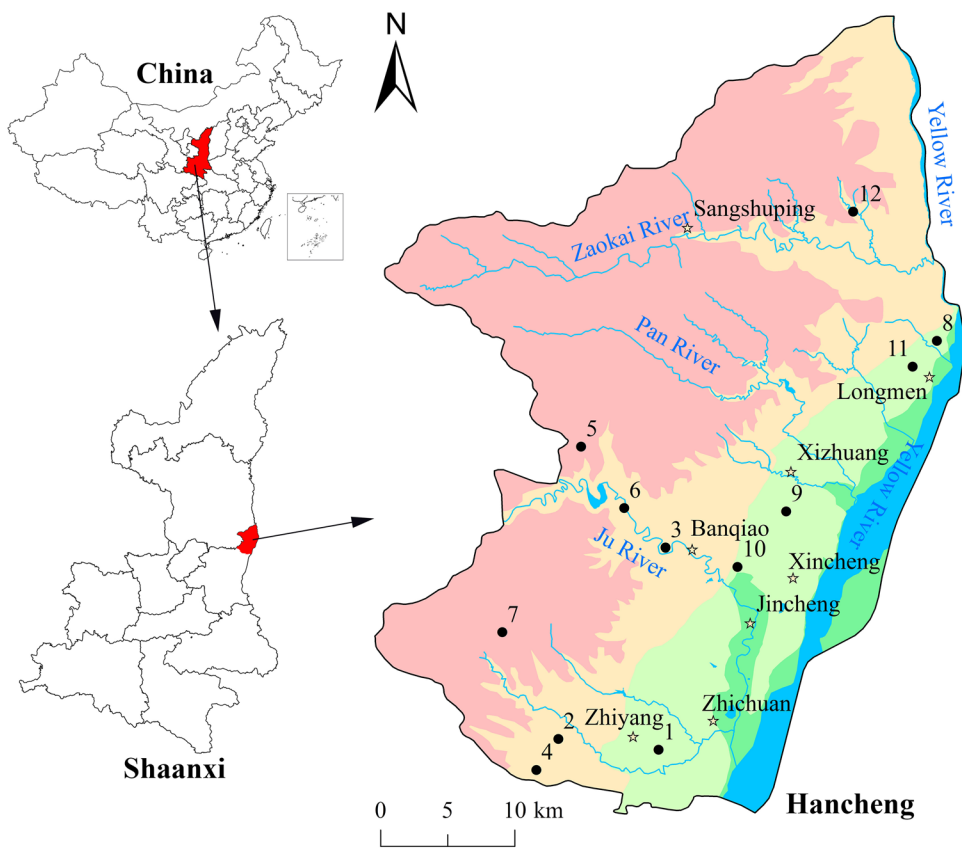 China
N
Yellow River
12
Sangshuping
Zaokai River
Pan River
8
11
Longmen
5
Xizhuang
Yellow River
6
9
3
Banqiao
10
Ju River
Xincheng
Jincheng
7
Zhichuan
Zhiyang
2
1
4
Shaanxi
0 5 10 km
Hancheng